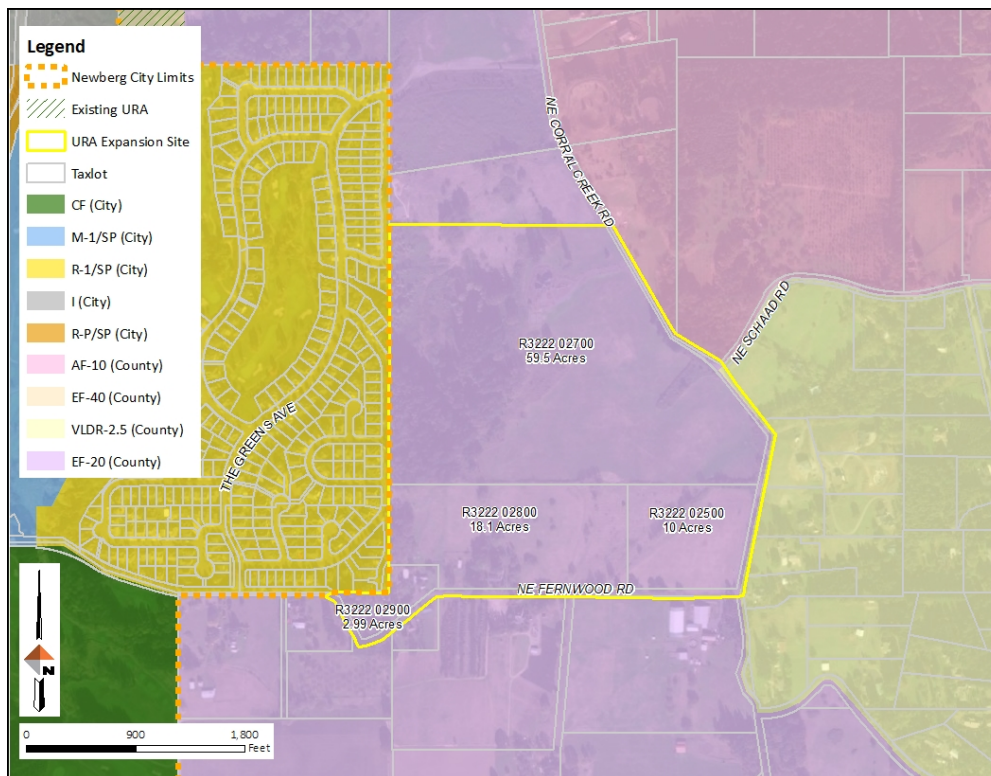 Legend
Newberg City Limits
Existing URA
URA Expansion Site
Taxlot
CF (City)
M-1/SP (City)
R-1/SP (City)
I (City)
R-P/SP (City)
AF-10 (County)
EF-40 (County)
VLDR-2.5 (County)
EF-20 (County)
NE CORRAL CREEK RD
NE SCHAAD RD
R3222 02700
59.5 Acres
THE GREENS AVE
R3222 02800
18.1 Acres
R3222 02500
10 Acres
NE FERNWOOD RD
R3222 02900
2.99 Acres
N
0 900 1,800
Feet